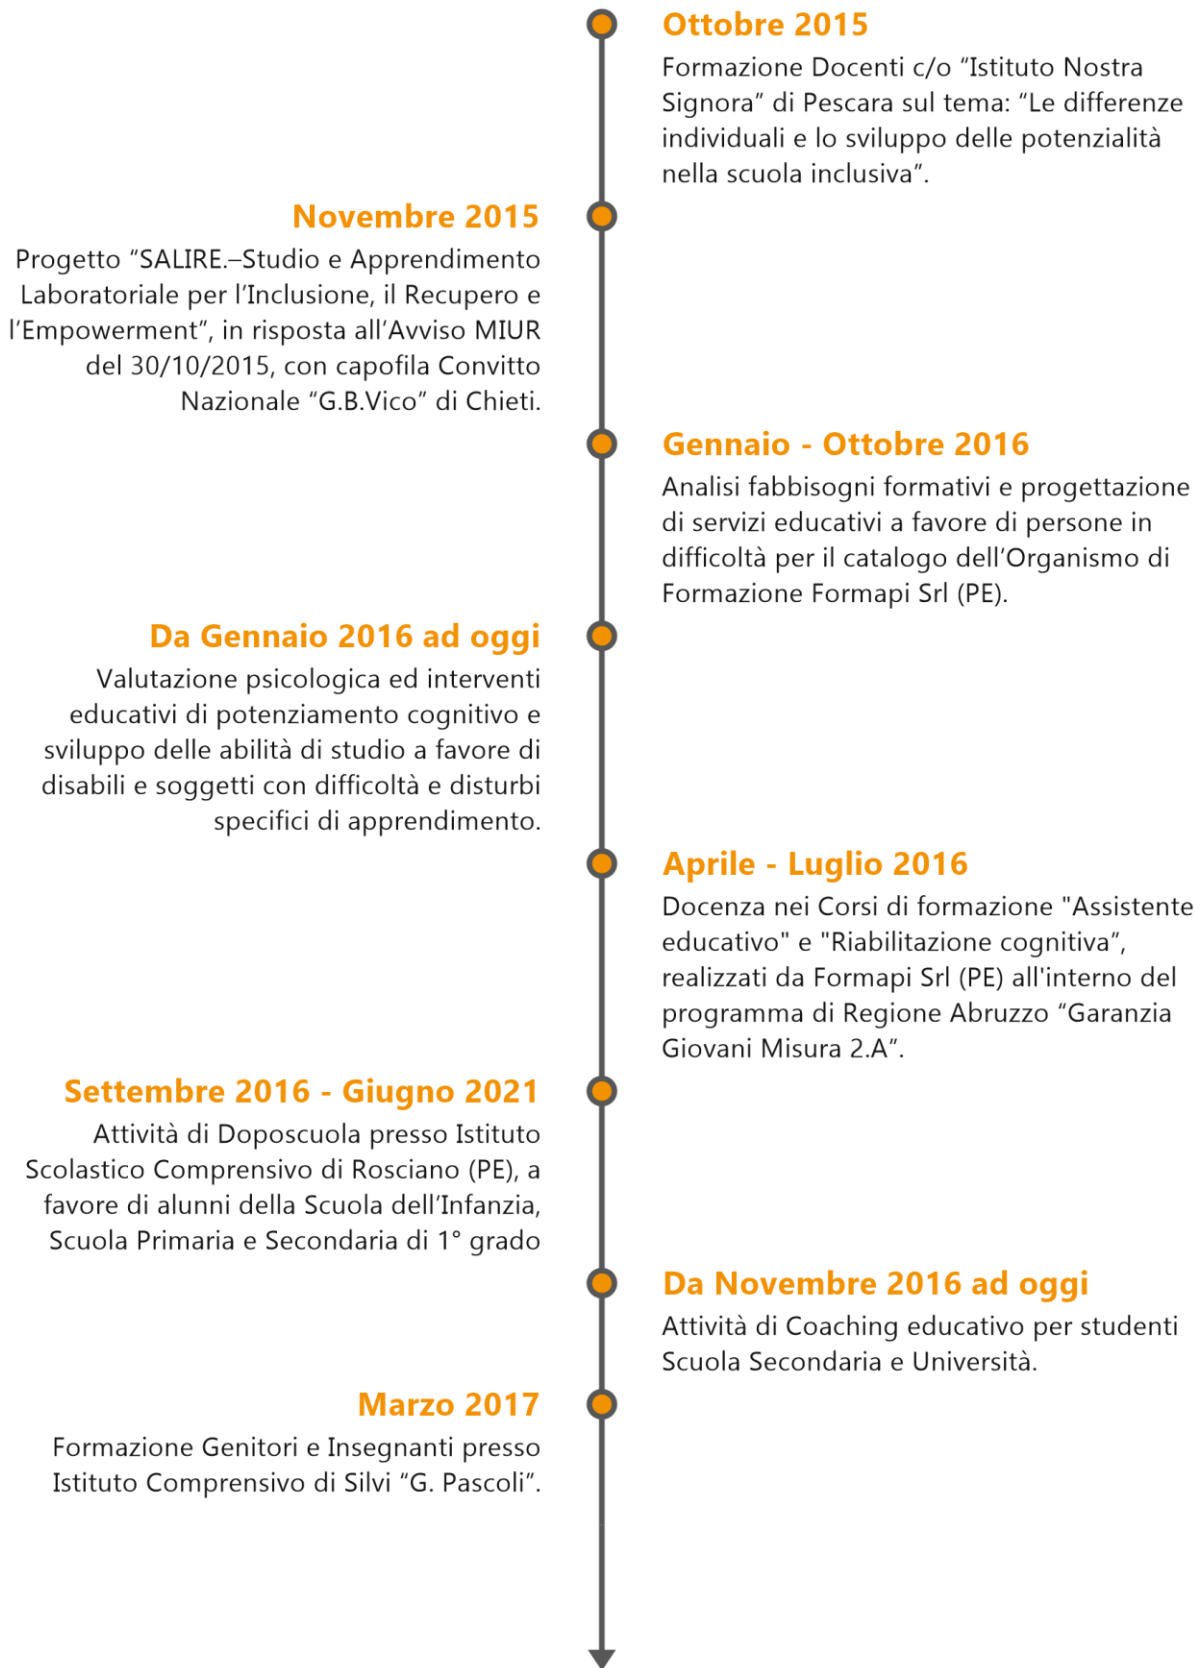 Ottobre 2015
Formazione Docenti c/o “Istituto Nostra
Signora” di Pescara sul tema: “Le differenze
individuali e lo sviluppo delle potenzialità
nella scuola inclusiva”.
Novembre 2015
Progetto “SALIRE.–Studio e Apprendimento
Laboratoriale per l’Inclusione, il Recupero e
l’Empowerment”, in risposta all’Avviso MIUR
del 30/10/2015, con capofila Convitto
Nazionale “G.B.Vico” di Chieti.
Gennaio - Ottobre 2016
Analisi fabbisogni formativi e progettazione
di servizi educativi a favore di persone in
difficoltà per il catalogo dell’Organismo di
Formazione Formapi Srl (PE).
Da Gennaio 2016 ad oggi
Valutazione psicologica ed interventi
educativi di potenziamento cognitivo e
sviluppo delle abilità di studio a favore di
disabili e soggetti con difficoltà e disturbi
specifici di apprendimento.
Aprile - Luglio 2016
Docenza nei Corsi di formazione "Assistente
educativo" e "Riabilitazione cognitiva”,
realizzati da Formapi Srl (PE) all'interno del
programma di Regione Abruzzo “Garanzia
Giovani Misura 2.A”.
Settembre 2016 - Giugno 2021
Attività di Doposcuola presso Istituto
Scolastico Comprensivo di Rosciano (PE), a
favore di alunni della Scuola dell’Infanzia,
Scuola Primaria e Secondaria di 1° grado
Da Novembre 2016 ad oggi
Attività di Coaching educativo per studenti
Scuola Secondaria e Università.
Marzo 2017
Formazione Genitori e Insegnanti presso
Istituto Comprensivo di Silvi “G. Pascoli”.